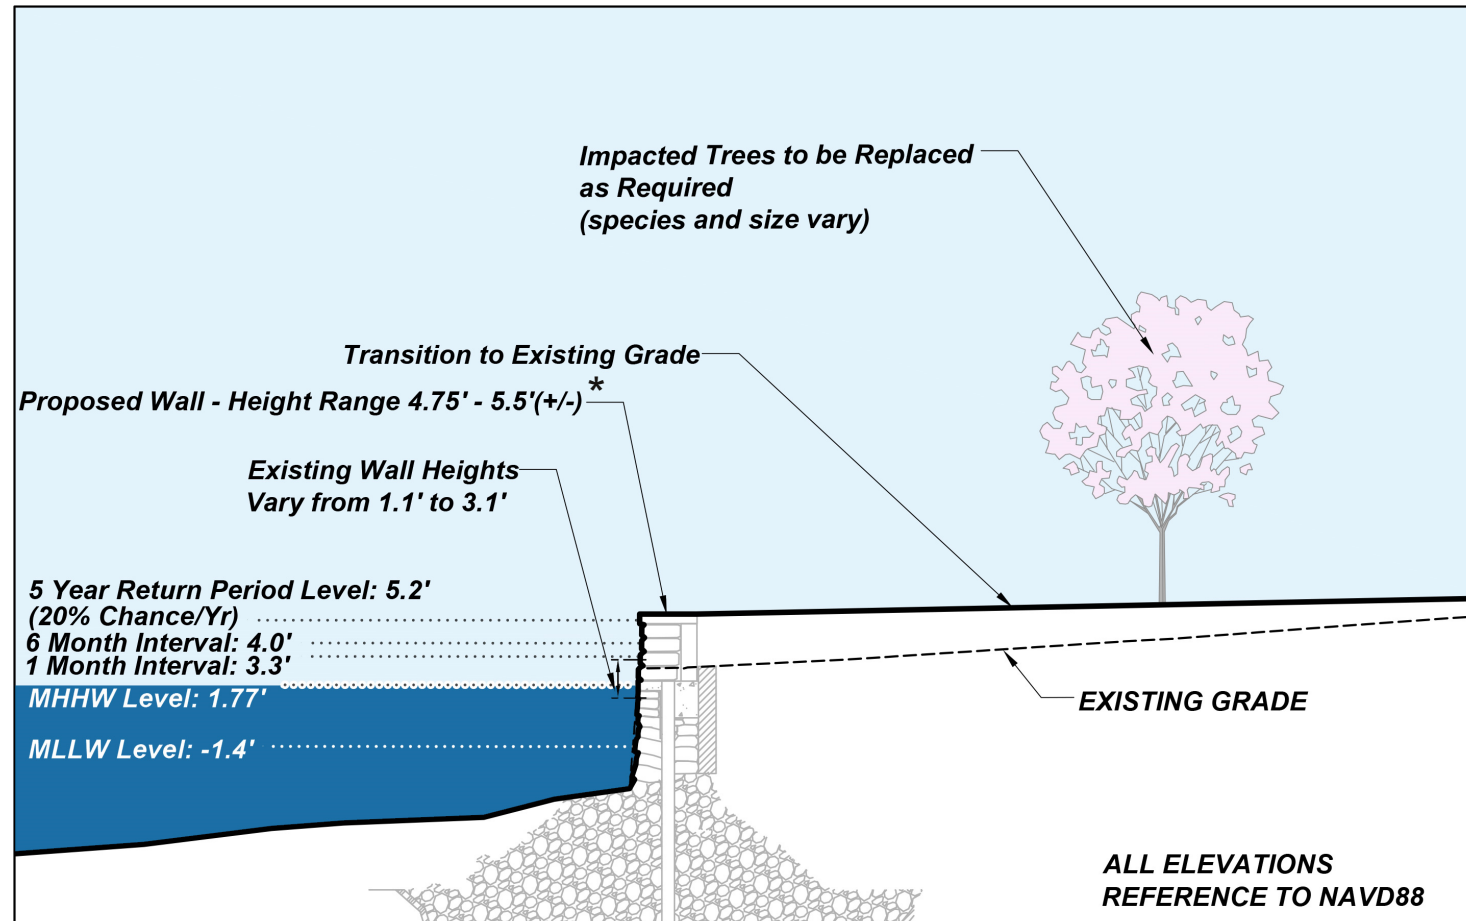 Impacted Trees to be Replaced
as Required
(species and size vary)
Transition to Existing Grade
Proposed Wall - Height Range 4.75' - 5.5'(+/-)*
Existing Wall Heights
Vary from 1.1' to 3.1'
5 Year Return Period Level: 5.2'
(20% Chance/Yr)
6 Month Interval: 4.0'
1 Month Interval: 3.3'
MHHW Level: 1.77'
MLLW Level: -1.4'
EXISTING GRADE
ALL ELEVATIONS
REFERENCE TO NAVD88